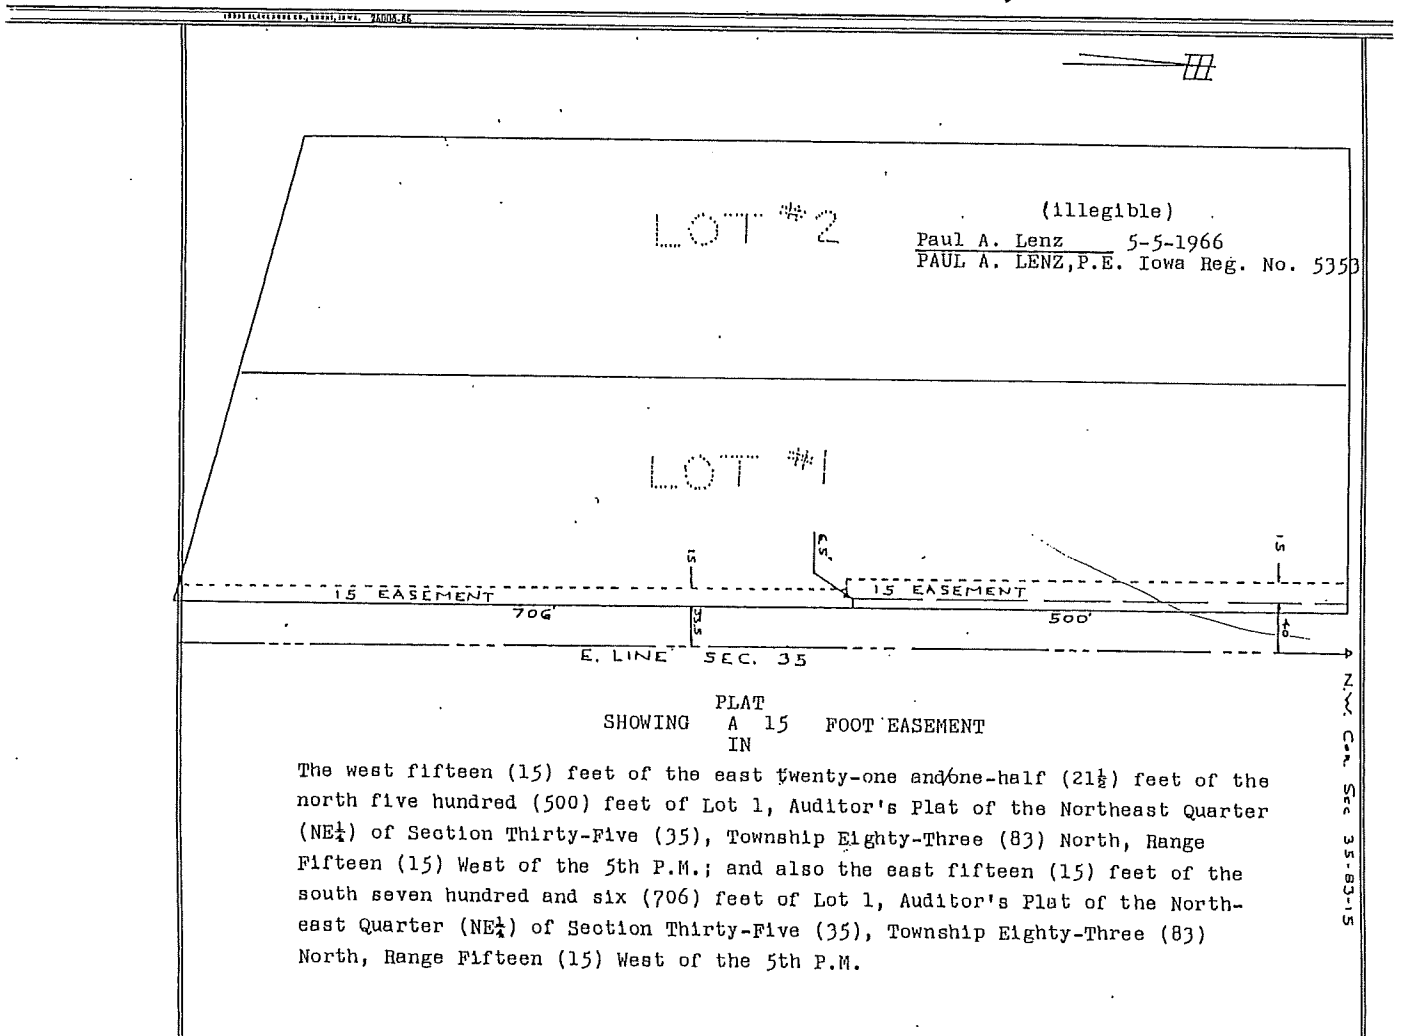 24008-66
LOT #2
(illegible)
Paul A. Lenz 5-5-1966
PAUL A. LENZ,P.E. Iowa Reg. No. 5353
LOT #1
15
6.5'
15
15 EASEMENT
15 EASEMENT
706'
33.5
500'
40
E. LINE SEC. 35
N.W. Cor. Sec 35-83-15
PLAT
SHOWING A 15 FOOT EASEMENT
IN
The west fifteen (15) feet of the east twenty-one and/one-half (21½) feet of the
north five hundred (500) feet of Lot 1, Auditor's Plat of the Northeast Quarter
(NE¼) of Section Thirty-Five (35), Township Eighty-Three (83) North, Range
Fifteen (15) West of the 5th P.M.; and also the east fifteen (15) feet of the
south seven hundred and six (706) feet of Lot 1, Auditor's Plat of the North-
east Quarter (NE¼) of Section Thirty-Five (35), Township Eighty-Three (83)
North, Range Fifteen (15) West of the 5th P.M.